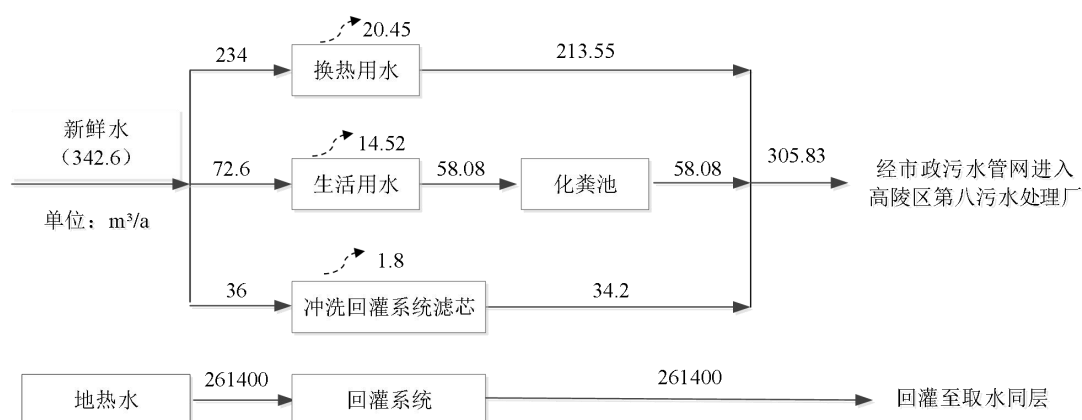 20.45
234
换热用水
213.55
新鲜水
（342.6）
14.52
72.6
生活用水
58.08
化粪池
58.08
305.83
经市政污水管网进入
高陵区第八污水处理厂
单位：m³/a
1.8
36
冲洗回灌系统滤芯
34.2
地热水
261400
回灌系统
261400
回灌至取水同层